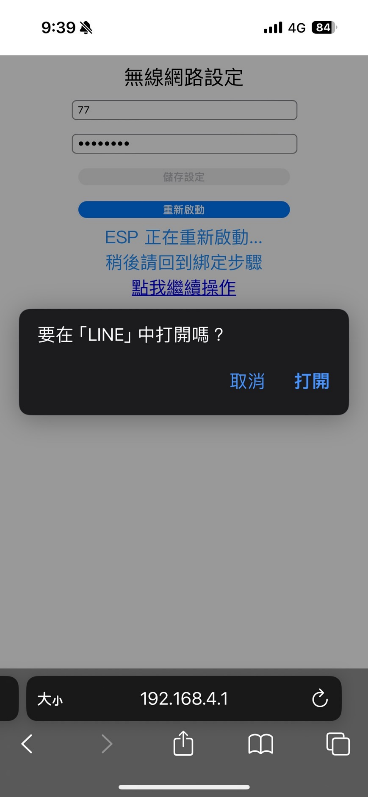 9:39
4G
84
無線網路設定
77
••••••••
儲存設定
重新啟動
ESP 正在重新啟動...
稍後請回到綁定步驟
點我繼續操作
要在「LINE」中打開嗎？
取消 打開
大小 192.168.4.1